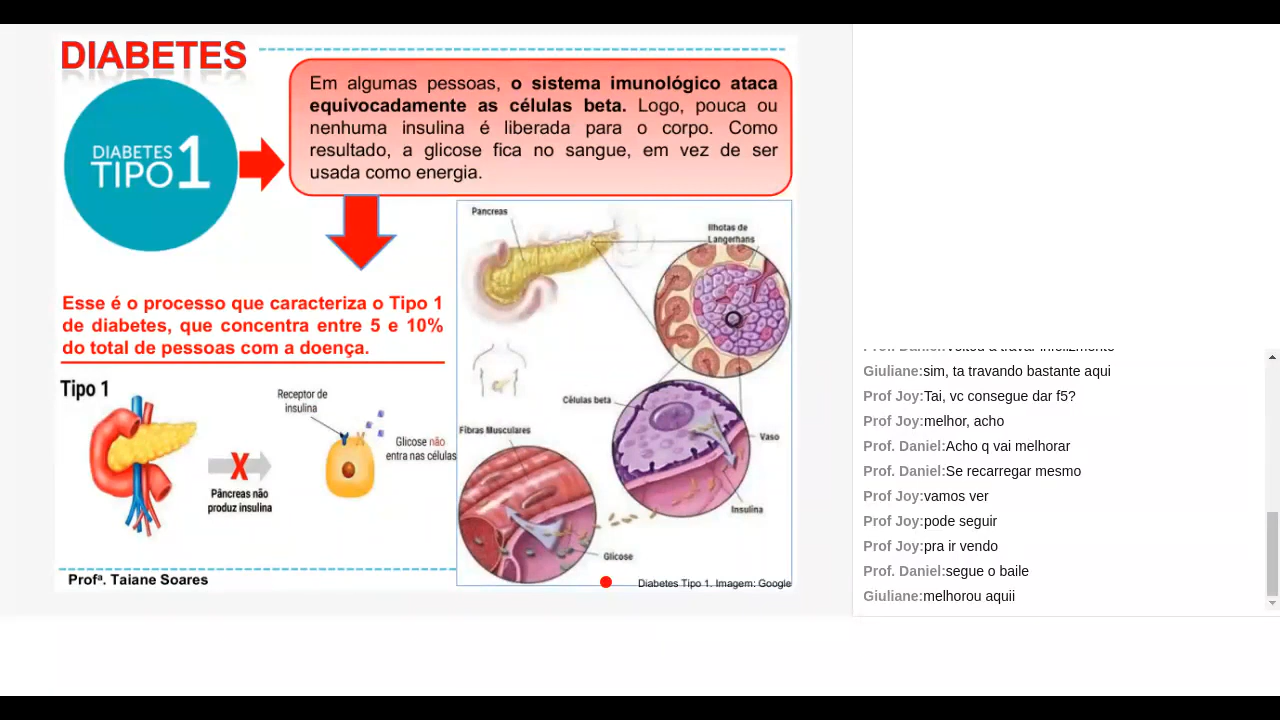 DIABETES
DIABETES
TIPO 1
Em algumas pessoas, o sistema imunológico ataca
equivocadamente as células beta. Logo, pouca ou
nenhuma insulina é liberada para o corpo. Como
resultado, a glicose fica no sangue, em vez de ser
usada como energia.
Esse é o processo que caracteriza o Tipo 1
de diabetes, que concentra entre 5 e 10%
do total de pessoas com a doença.
Tipo 1
X
Pâncreas não
produz insulina
Receptor de
insulina
Glicose não
entra nas células
Pancreas
Ilhotas de
Langerhans
Células beta
Vaso
Fibras Musculares
Insulina
Glicose
Diabetes Tipo 1. Imagem: Google
Profª. Taiane Soares
Prof. Daniel:Voltou a travar infelizmente
Giuliane:sim, ta travando bastante aqui
Prof Joy:Tai, vc consegue dar f5?
Prof Joy:melhor, acho
Prof. Daniel:Acho q vai melhorar
Prof. Daniel:Se recarregar mesmo
Prof Joy:vamos ver
Prof Joy:pode seguir
Prof Joy:pra ir vendo
Prof. Daniel:segue o baile
Giuliane:melhorou aquii